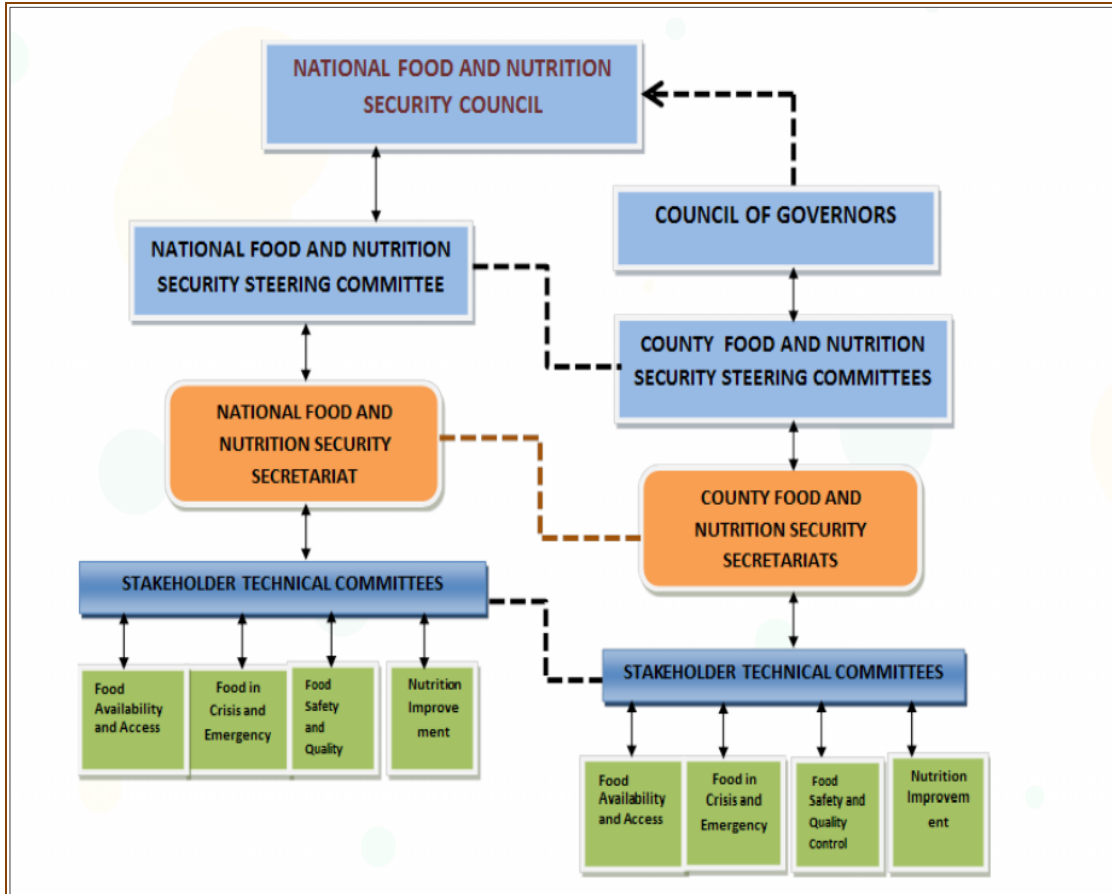 NATIONAL FOOD AND NUTRITION
SECURITY COUNCIL
COUNCIL OF GOVERNORS
NATIONAL FOOD AND NUTRITION
SECURITY STEERING COMMITTEE
COUNTY FOOD AND NUTRITION
SECURITY STEERING COMMITTEES
NATIONAL FOOD AND
NUTRITION SECURITY
SECRETARIAT
COUNTY FOOD AND
NUTRITION SECURITY
SECRETARIATS
STAKEHOLDER TECHNICAL COMMITTEES
Food
Availability
and Access
Food in
Crisis and
Emergency
Food
Safety
and
Quality
Nutrition
Improve
ment
STAKEHOLDER TECHNICAL COMMITTEES
Food
Availability
and Access
Food in
Crisis and
Emergency
Food
Safety and
Quality
Control
Nutrition
Improvem
ent